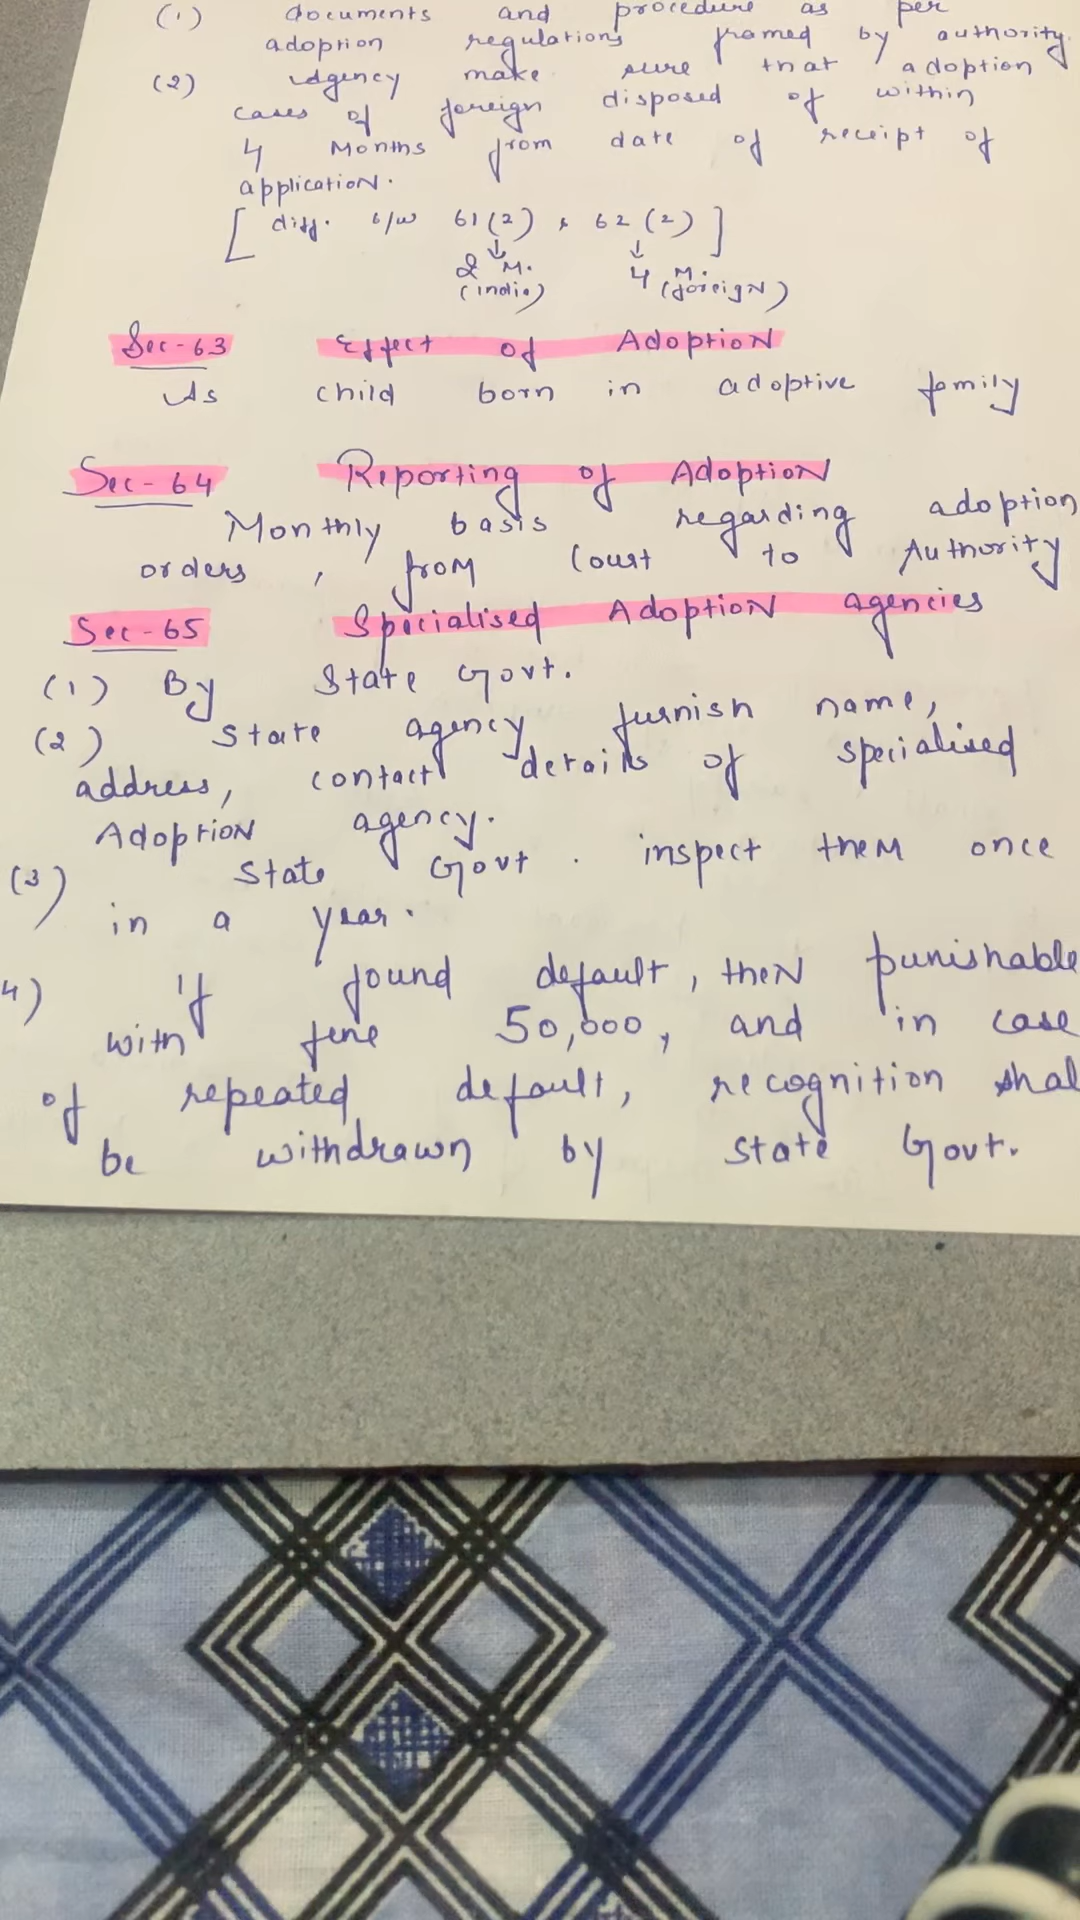 (1) documents and procedure as per
adoption regulations framed by authority.
(2) Agency make sure that adoption
cases of foreign disposed of within
4 Months from date of receipt of
application.
[ diff. b/w 61(2) & 62(2) ]
↓ ↓
2 M. 4 M.
(india) (foreign)
Sec-63 Effect of Adoption
As child born in adoptive family
Sec-64 Reporting of Adoption
Monthly basis regarding adoption
orders, from Court to Authority
Sec-65 Specialised Adoption agencies
(1) By State Govt.
(2) State agency furnish name,
address, contact details of specialised
Adoption agency.
(3) State Govt. inspect them once
in a year.
4) If found default, then punishable
with fine 50,000, and in case
of repeated default, recognition shal
be withdrawn by State Govt.